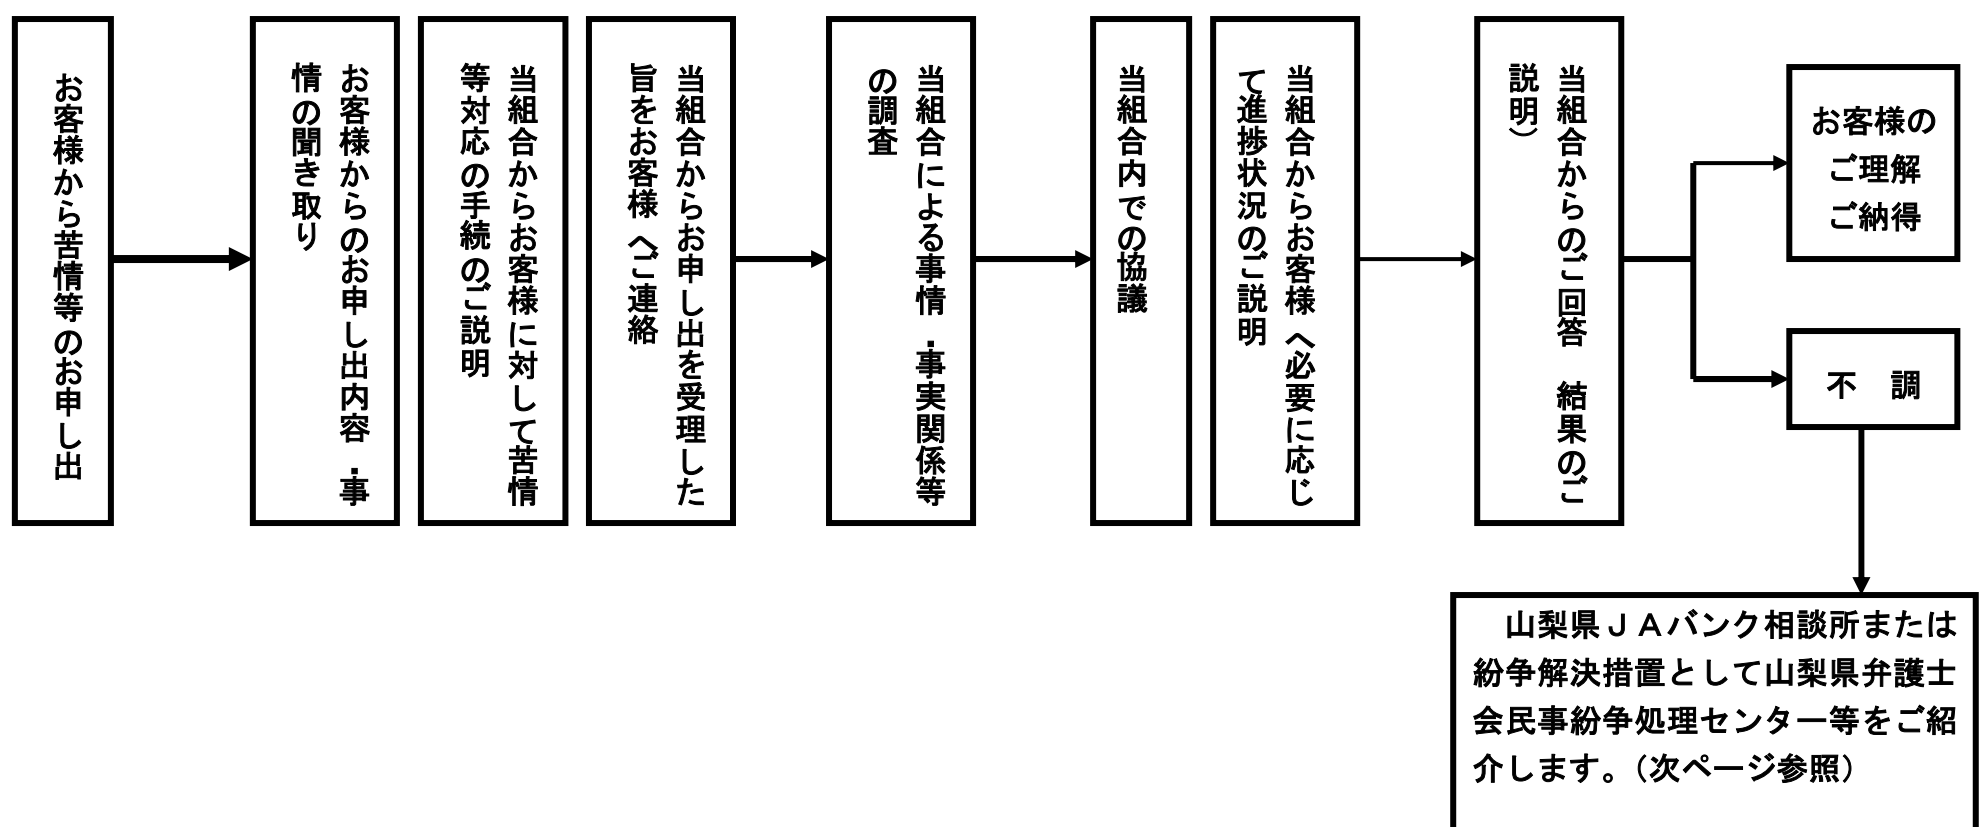 お客様から苦情等のお申し出
お客様からのお申し出内容・事
情の聞き取り
当組合からお客様に対して苦情
等対応の手続のご説明
当組合からお申し出を受理した
旨をお客様へご連絡
当組合による事情・事実関係等
の調査
当組合内での協議
当組合からお客様へ必要に応じ
て進捗状況のご説明
当組合からのご回答 結果のご
説明）
お客様の
ご理解
ご納得
不 調
山梨県ＪＡバンク相談所または
紛争解決措置として山梨県弁護士
会民事紛争処理センター等をご紹
介します。（次ページ参照）